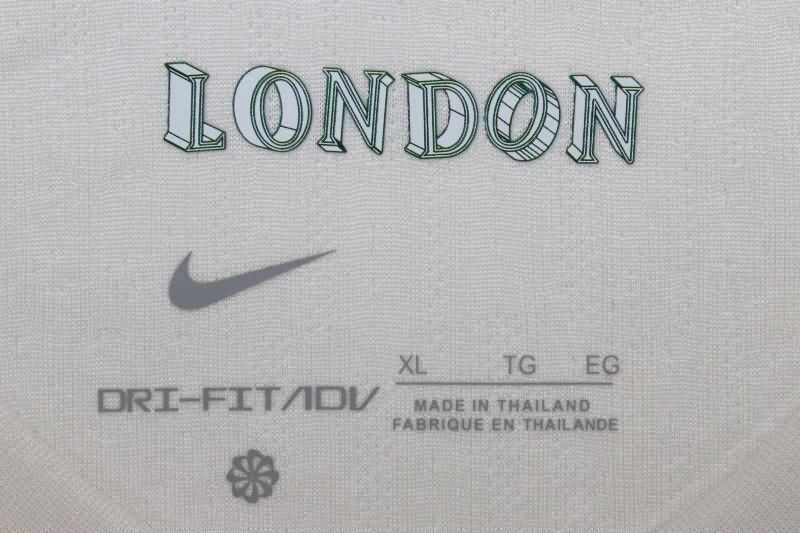 LONDON
XL TG EG
DRI-FIT/ADV
MADE IN THAILAND
FABRIQUE EN THAILANDE